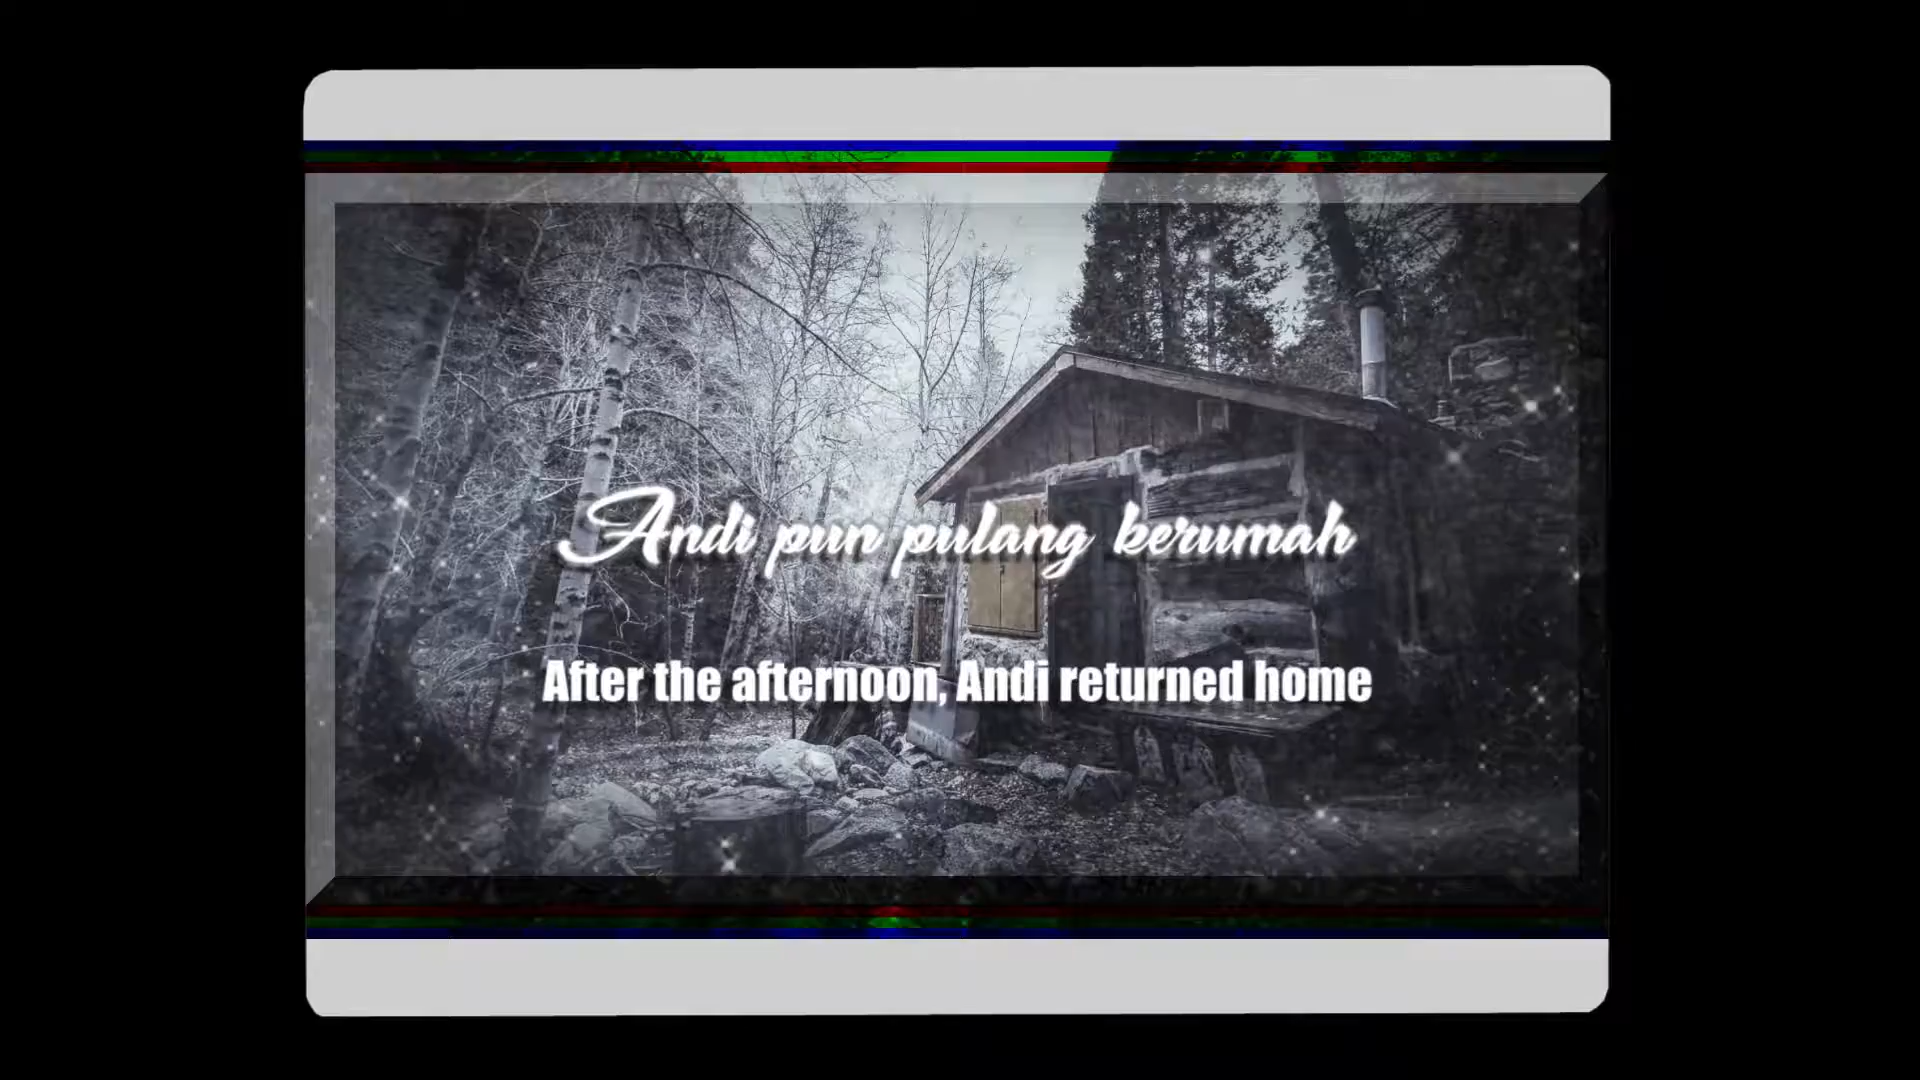 Andi pun pulang kerumah
After the afternoon, Andi returned home